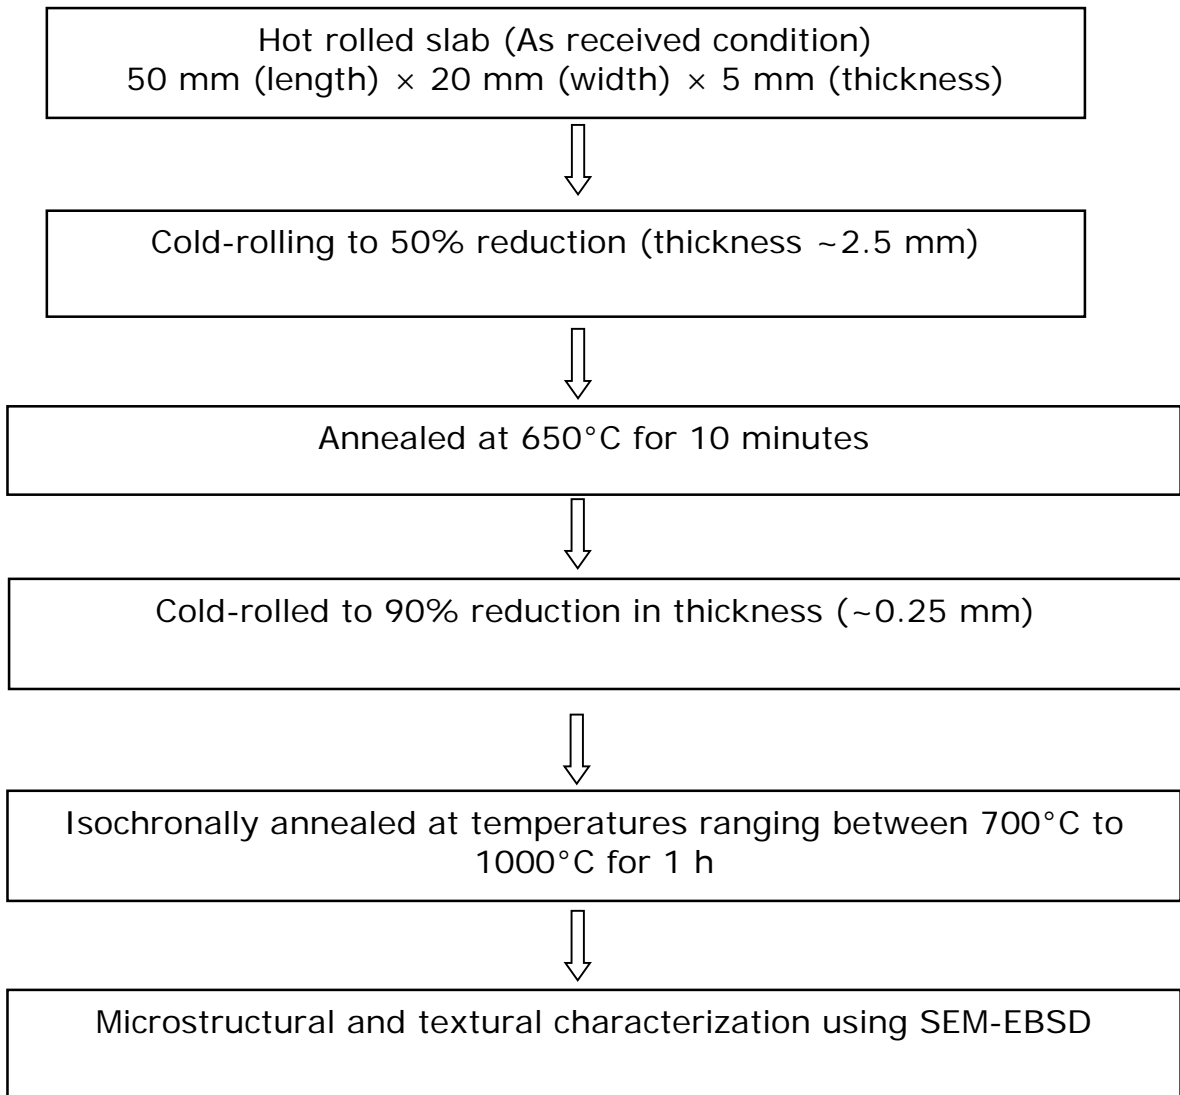 Hot rolled slab (As received condition)
50 mm (length) × 20 mm (width) × 5 mm (thickness)
Cold-rolling to 50% reduction (thickness ~2.5 mm)
Annealed at 650°C for 10 minutes
Cold-rolled to 90% reduction in thickness (~0.25 mm)
Isochronally annealed at temperatures ranging between 700°C to
1000°C for 1 h
Microstructural and textural characterization using SEM-EBSD